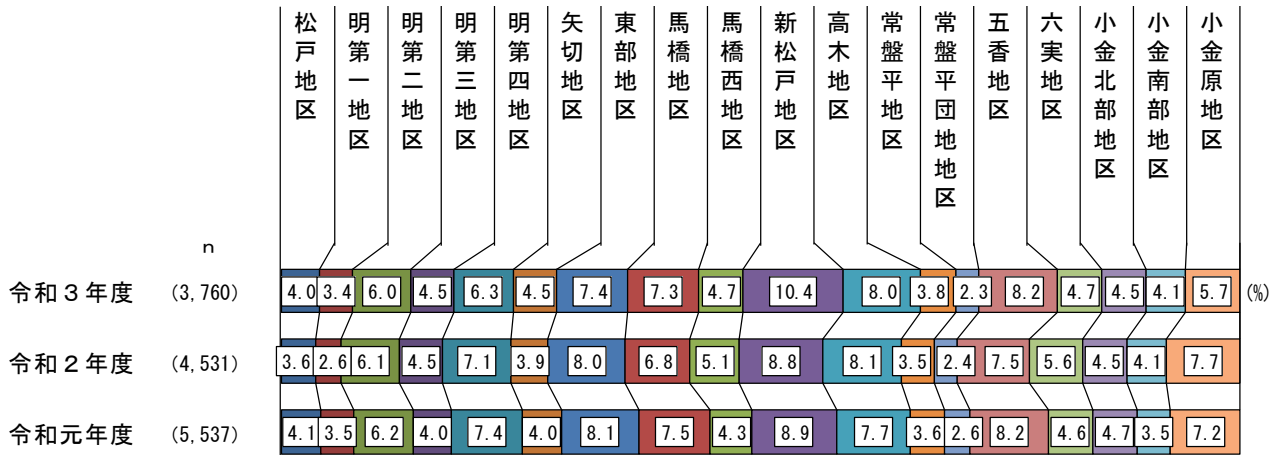 松戸地区
明第一地区
明第二地区
明第三地区
明第四地区
矢切地区
東部地区
馬橋地区
馬橋西地区
新松戸地区
高木地区
常盤平地区
常盤平団地地区
五香地区
六実地区
小金北部地区
小金南部地区
小金原地区
n
令和3年度 (3,760) 4.0 3.4 6.0 4.5 6.3 4.5 7.4 7.3 4.7 10.4 8.0 3.8 2.3 8.2 4.7 4.5 4.1 5.7 (%)
令和2年度 (4,531) 3.6 2.6 6.1 4.5 7.1 3.9 8.0 6.8 5.1 8.8 8.1 3.5 2.4 7.5 5.6 4.5 4.1 7.7
令和元年度 (5,537) 4.1 3.5 6.2 4.0 7.4 4.0 8.1 7.5 4.3 8.9 7.7 3.6 2.6 8.2 4.6 4.7 3.5 7.2